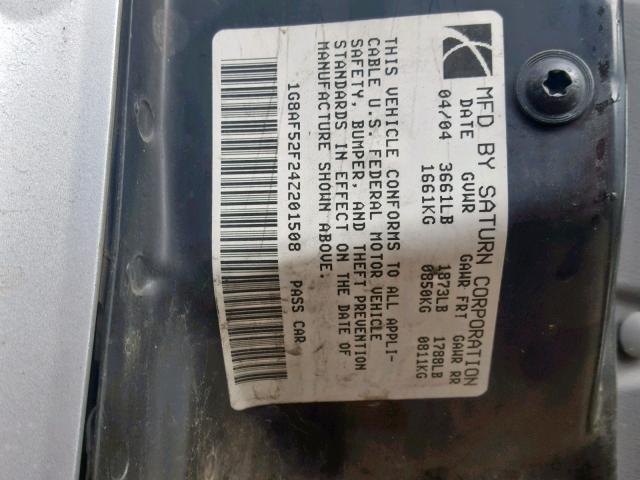 MFD BY SATURN CORPORATION
DATE GVWR GAWR FRT GAWR RR
04/04 3661LB 1873LB 1788LB
1661KG 0850KG 0811KG
THIS VEHICLE CONFORMS TO ALL APPLI-
CABLE U.S. FEDERAL MOTOR VEHICLE
SAFETY, BUMPER, AND THEFT PREVENTION
STANDARDS IN EFFECT ON THE DATE OF
MANUFACTURE SHOWN ABOVE.
1G8AF52F24Z201508 PASS CAR